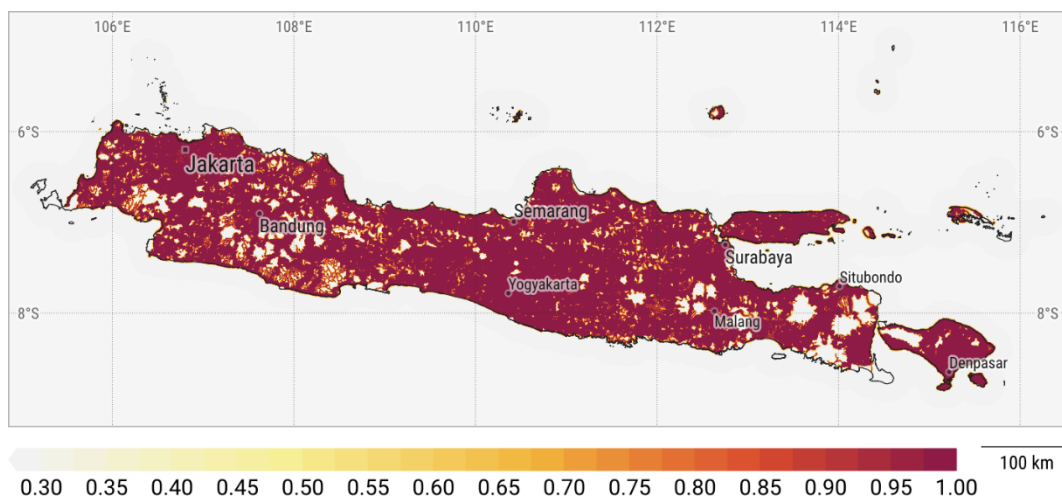 106°E 108°E 110°E 112°E 114°E 116°E
6°S
Jakarta
Semarang
Bandung
Surabaya
Situbondo
Yogyakarta
8°S
Malang
Denpasar
100 km
0.30 0.35 0.40 0.45 0.50 0.55 0.60 0.65 0.70 0.75 0.80 0.85 0.90 0.95 1.00